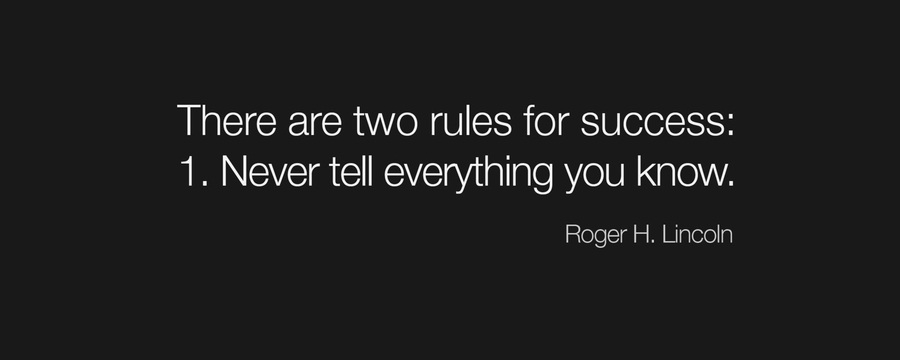 There are two rules for success:
1. Never tell everything you know.
Roger H. Lincoln